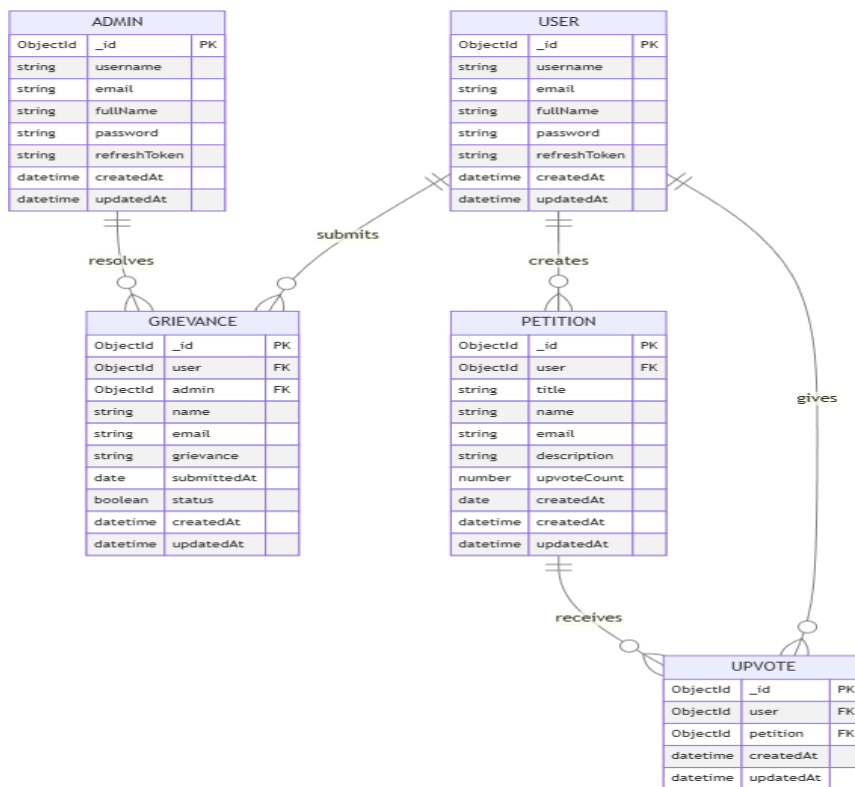 ADMIN
ObjectId _id PK
string username
string email
string fullName
string password
string refreshToken
datetime createdAt
datetime updatedAt
USER
ObjectId _id PK
string username
string email
string fullName
string password
string refreshToken
datetime createdAt
datetime updatedAt
submits
resolves
creates
GRIEVANCE
ObjectId _id PK
ObjectId user FK
ObjectId admin FK
string name
string email
string grievance
date submittedAt
boolean status
datetime createdAt
datetime updatedAt
PETITION
ObjectId _id PK
ObjectId user FK
string title
string name
string email
string description
number upvoteCount
date createdAt
datetime createdAt
datetime updatedAt
gives
receives
UPVOTE
ObjectId _id PK
ObjectId user FK
ObjectId petition FK
datetime createdAt
datetime updatedAt